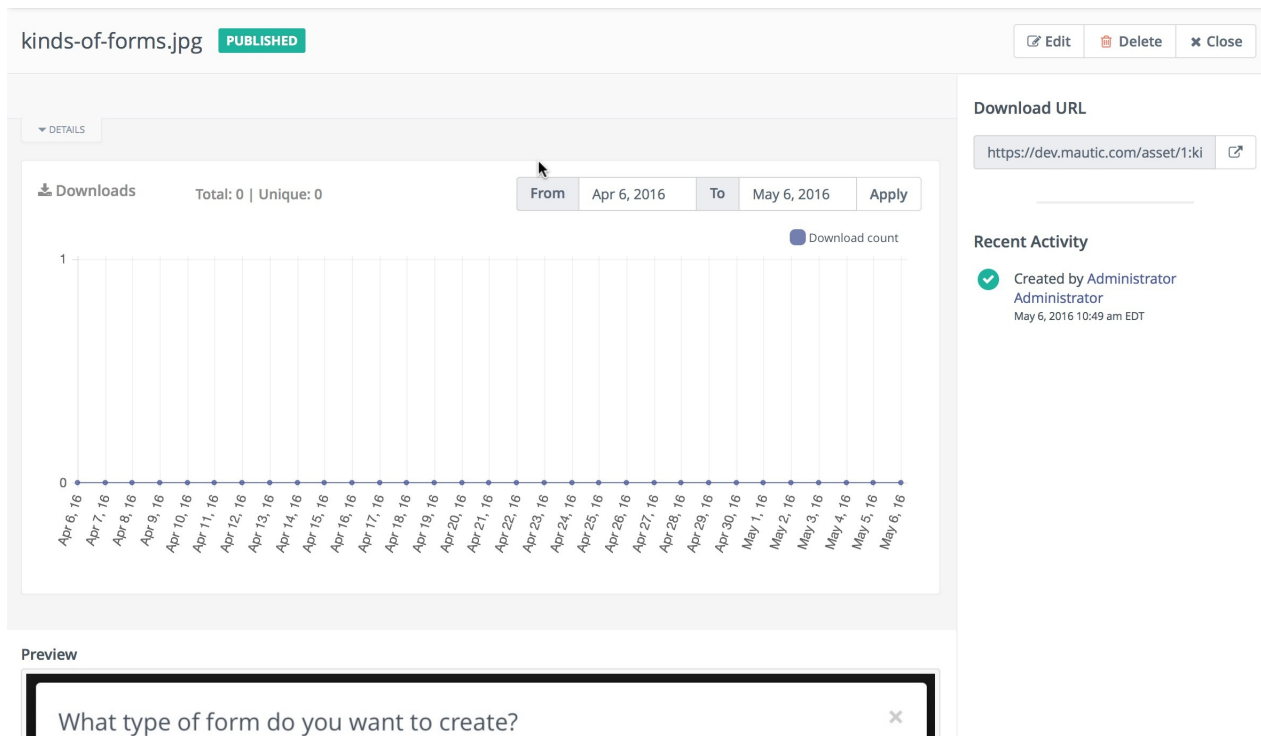 kinds-of-forms.jpg PUBLISHED
Edit Delete Close
DETAILS
Downloads Total: 0 | Unique: 0 From Apr 6, 2016 To May 6, 2016 Apply
Download count
1
0
Apr 6, 16 Apr 7, 16 Apr 8, 16 Apr 9, 16 Apr 10, 16 Apr 11, 16 Apr 12, 16 Apr 13, 16 Apr 14, 16 Apr 15, 16 Apr 16, 16 Apr 17, 16 Apr 18, 16 Apr 19, 16 Apr 20, 16 Apr 21, 16 Apr 22, 16 Apr 23, 16 Apr 24, 16 Apr 25, 16 Apr 26, 16 Apr 27, 16 Apr 28, 16 Apr 29, 16 Apr 30, 16 May 1, 16 May 2, 16 May 3, 16 May 4, 16 May 5, 16 May 6, 16
Preview
What type of form do you want to create?
Download URL
https://dev.mautic.com/asset/1:ki
Recent Activity
Created by Administrator
Administrator
May 6, 2016 10:49 am EDT